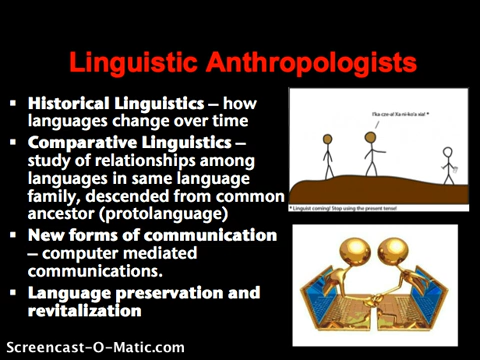 Linguistic Anthropologists
Historical Linguistics – how
languages change over time
Comparative Linguistics –
study of relationships among
languages in same language
family, descended from common
ancestor (protolanguage)
New forms of communication
– computer mediated
communications.
Language preservation and
revitalization
* Linguist coming! Stop using the present tense!
Screencast-O-Matic.com